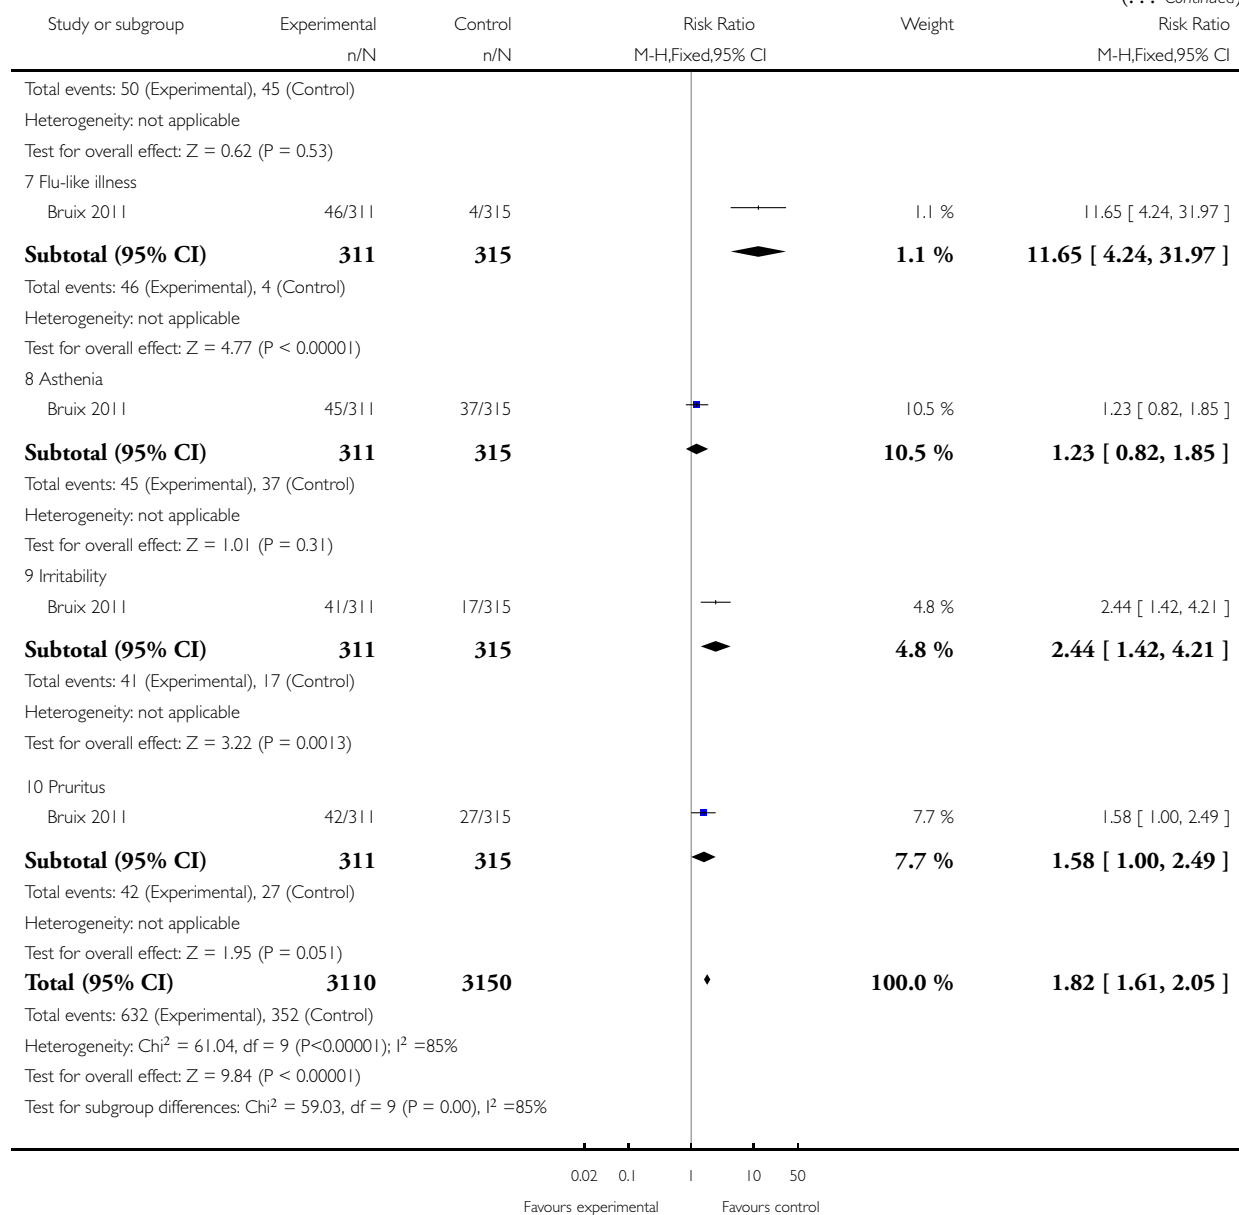 (... Continued)
Study or subgroup Experimental Control Risk Ratio Weight Risk Ratio
n/N n/N M-H,Fixed,95% CI M-H,Fixed,95% CI
Total events: 50 (Experimental), 45 (Control)
Heterogeneity: not applicable
Test for overall effect: Z = 0.62 (P = 0.53)
7 Flu-like illness
Bruix 2011 46/311 4/315 1.1 % 11.65 [ 4.24, 31.97 ]
Subtotal (95% CI) 311 315 1.1 % 11.65 [ 4.24, 31.97 ]
Total events: 46 (Experimental), 4 (Control)
Heterogeneity: not applicable
Test for overall effect: Z = 4.77 (P < 0.00001)
8 Asthenia
Bruix 2011 45/311 37/315 10.5 % 1.23 [ 0.82, 1.85 ]
Subtotal (95% CI) 311 315 10.5 % 1.23 [ 0.82, 1.85 ]
Total events: 45 (Experimental), 37 (Control)
Heterogeneity: not applicable
Test for overall effect: Z = 1.01 (P = 0.31)
9 Irritability
Bruix 2011 41/311 17/315 4.8 % 2.44 [ 1.42, 4.21 ]
Subtotal (95% CI) 311 315 4.8 % 2.44 [ 1.42, 4.21 ]
Total events: 41 (Experimental), 17 (Control)
Heterogeneity: not applicable
Test for overall effect: Z = 3.22 (P = 0.0013)
10 Pruritus
Bruix 2011 42/311 27/315 7.7 % 1.58 [ 1.00, 2.49 ]
Subtotal (95% CI) 311 315 7.7 % 1.58 [ 1.00, 2.49 ]
Total events: 42 (Experimental), 27 (Control)
Heterogeneity: not applicable
Test for overall effect: Z = 1.95 (P = 0.051)
Total (95% CI) 3110 3150 100.0 % 1.82 [ 1.61, 2.05 ]
Total events: 632 (Experimental), 352 (Control)
Heterogeneity: Chi² = 61.04, df = 9 (P<0.00001); I² =85%
Test for overall effect: Z = 9.84 (P < 0.00001)
Test for subgroup differences: Chi² = 59.03, df = 9 (P = 0.00), I² =85%
0.02 0.1 1 10 50
Favours experimental Favours control